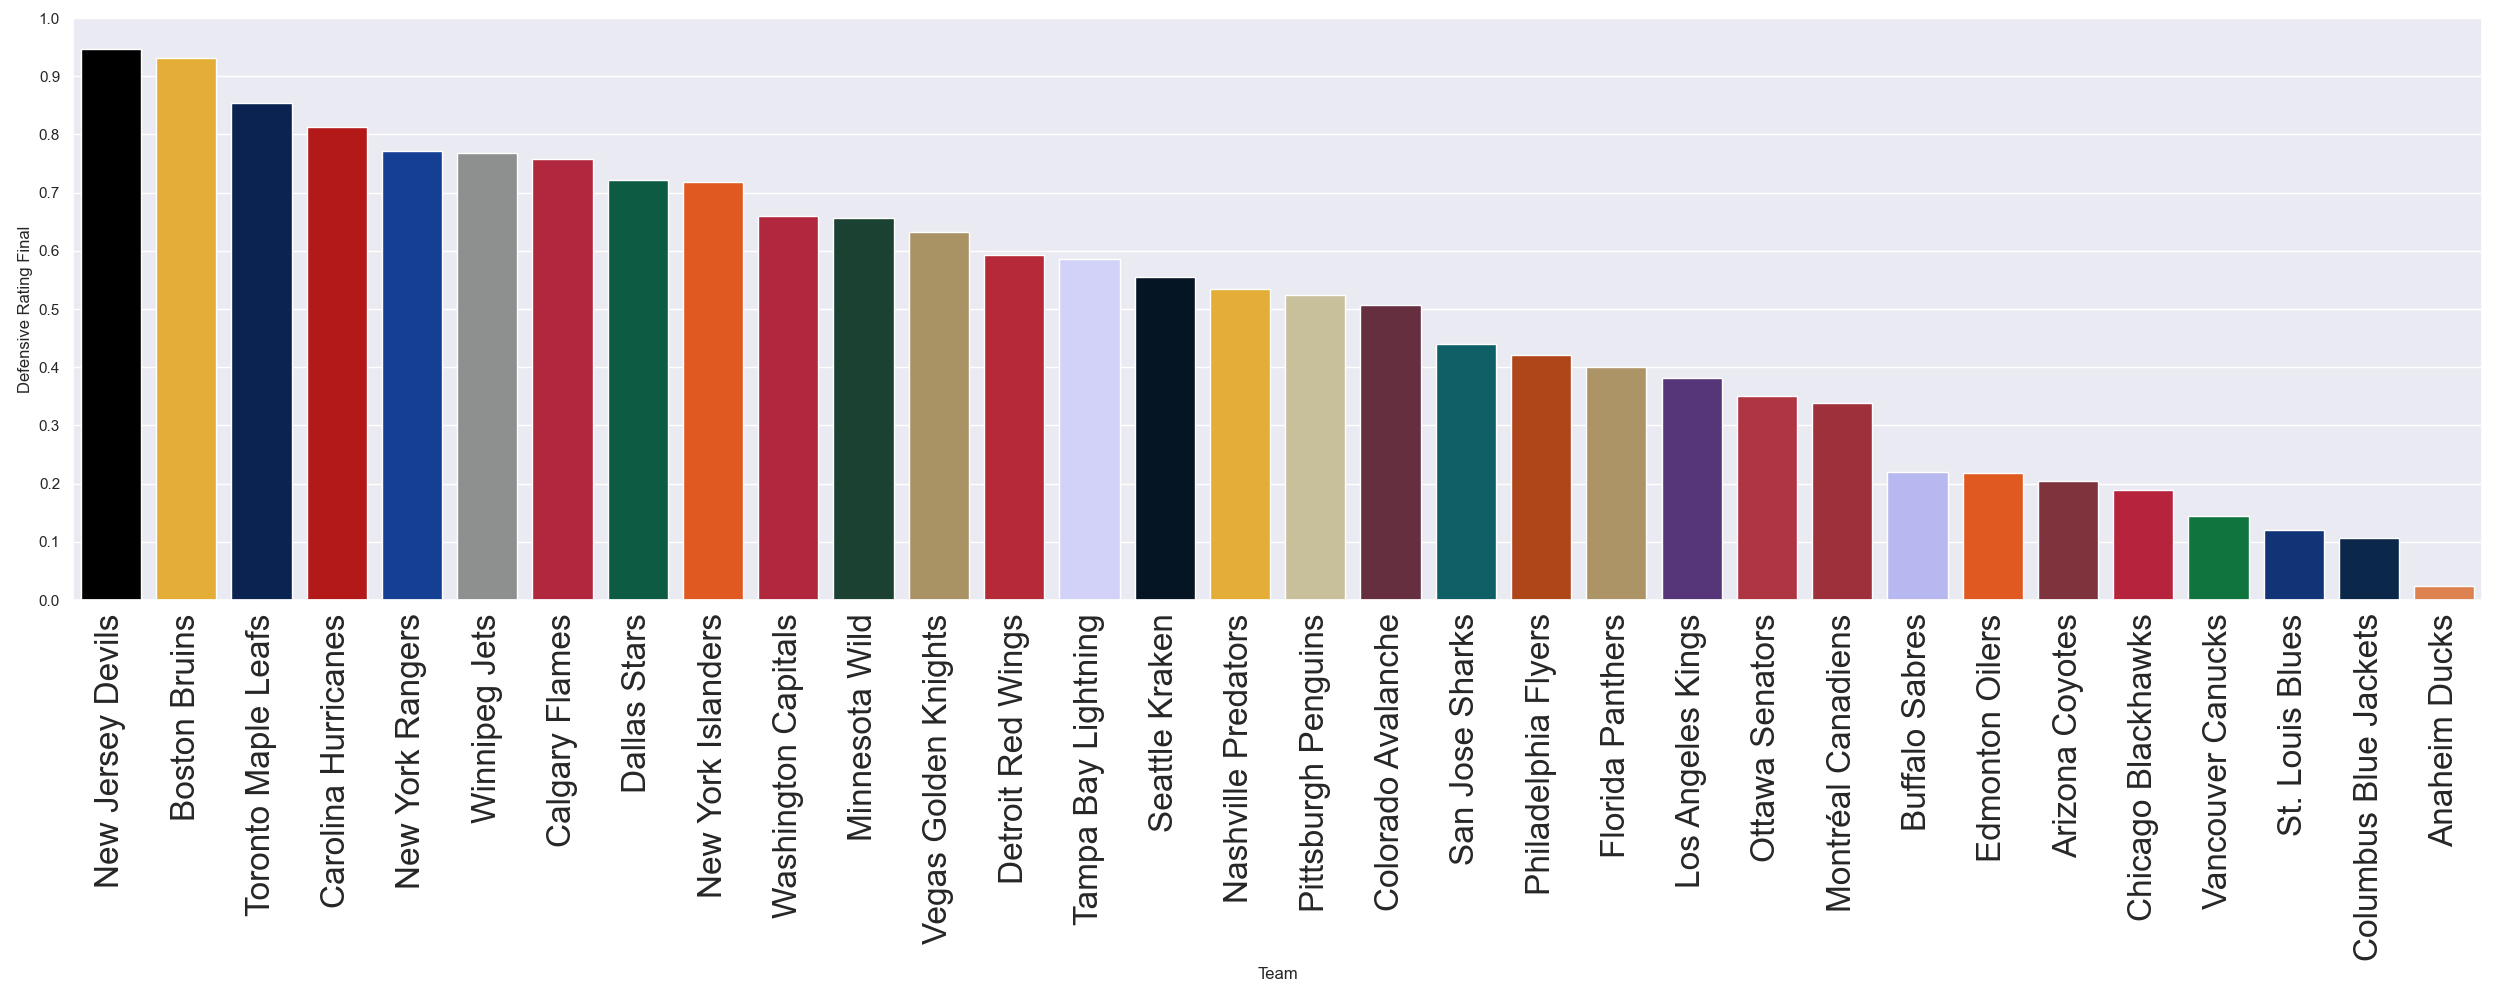 1.0
0.9
0.8
0.7
0.6
0.5
0.4
0.3
0.2
0.1
0.0
Defensive Rating Final
New Jersey Devils
Boston Bruins
Toronto Maple Leafs
Carolina Hurricanes
New York Rangers
Winnipeg Jets
Calgary Flames
Dallas Stars
New York Islanders
Washington Capitals
Minnesota Wild
Vegas Golden Knights
Detroit Red Wings
Tampa Bay Lightning
Seattle Kraken
Nashville Predators
Pittsburgh Penguins
Colorado Avalanche
San Jose Sharks
Philadelphia Flyers
Florida Panthers
Los Angeles Kings
Ottawa Senators
Montréal Canadiens
Buffalo Sabres
Edmonton Oilers
Arizona Coyotes
Chicago Blackhawks
Vancouver Canucks
St. Louis Blues
Columbus Blue Jackets
Anaheim Ducks
Team